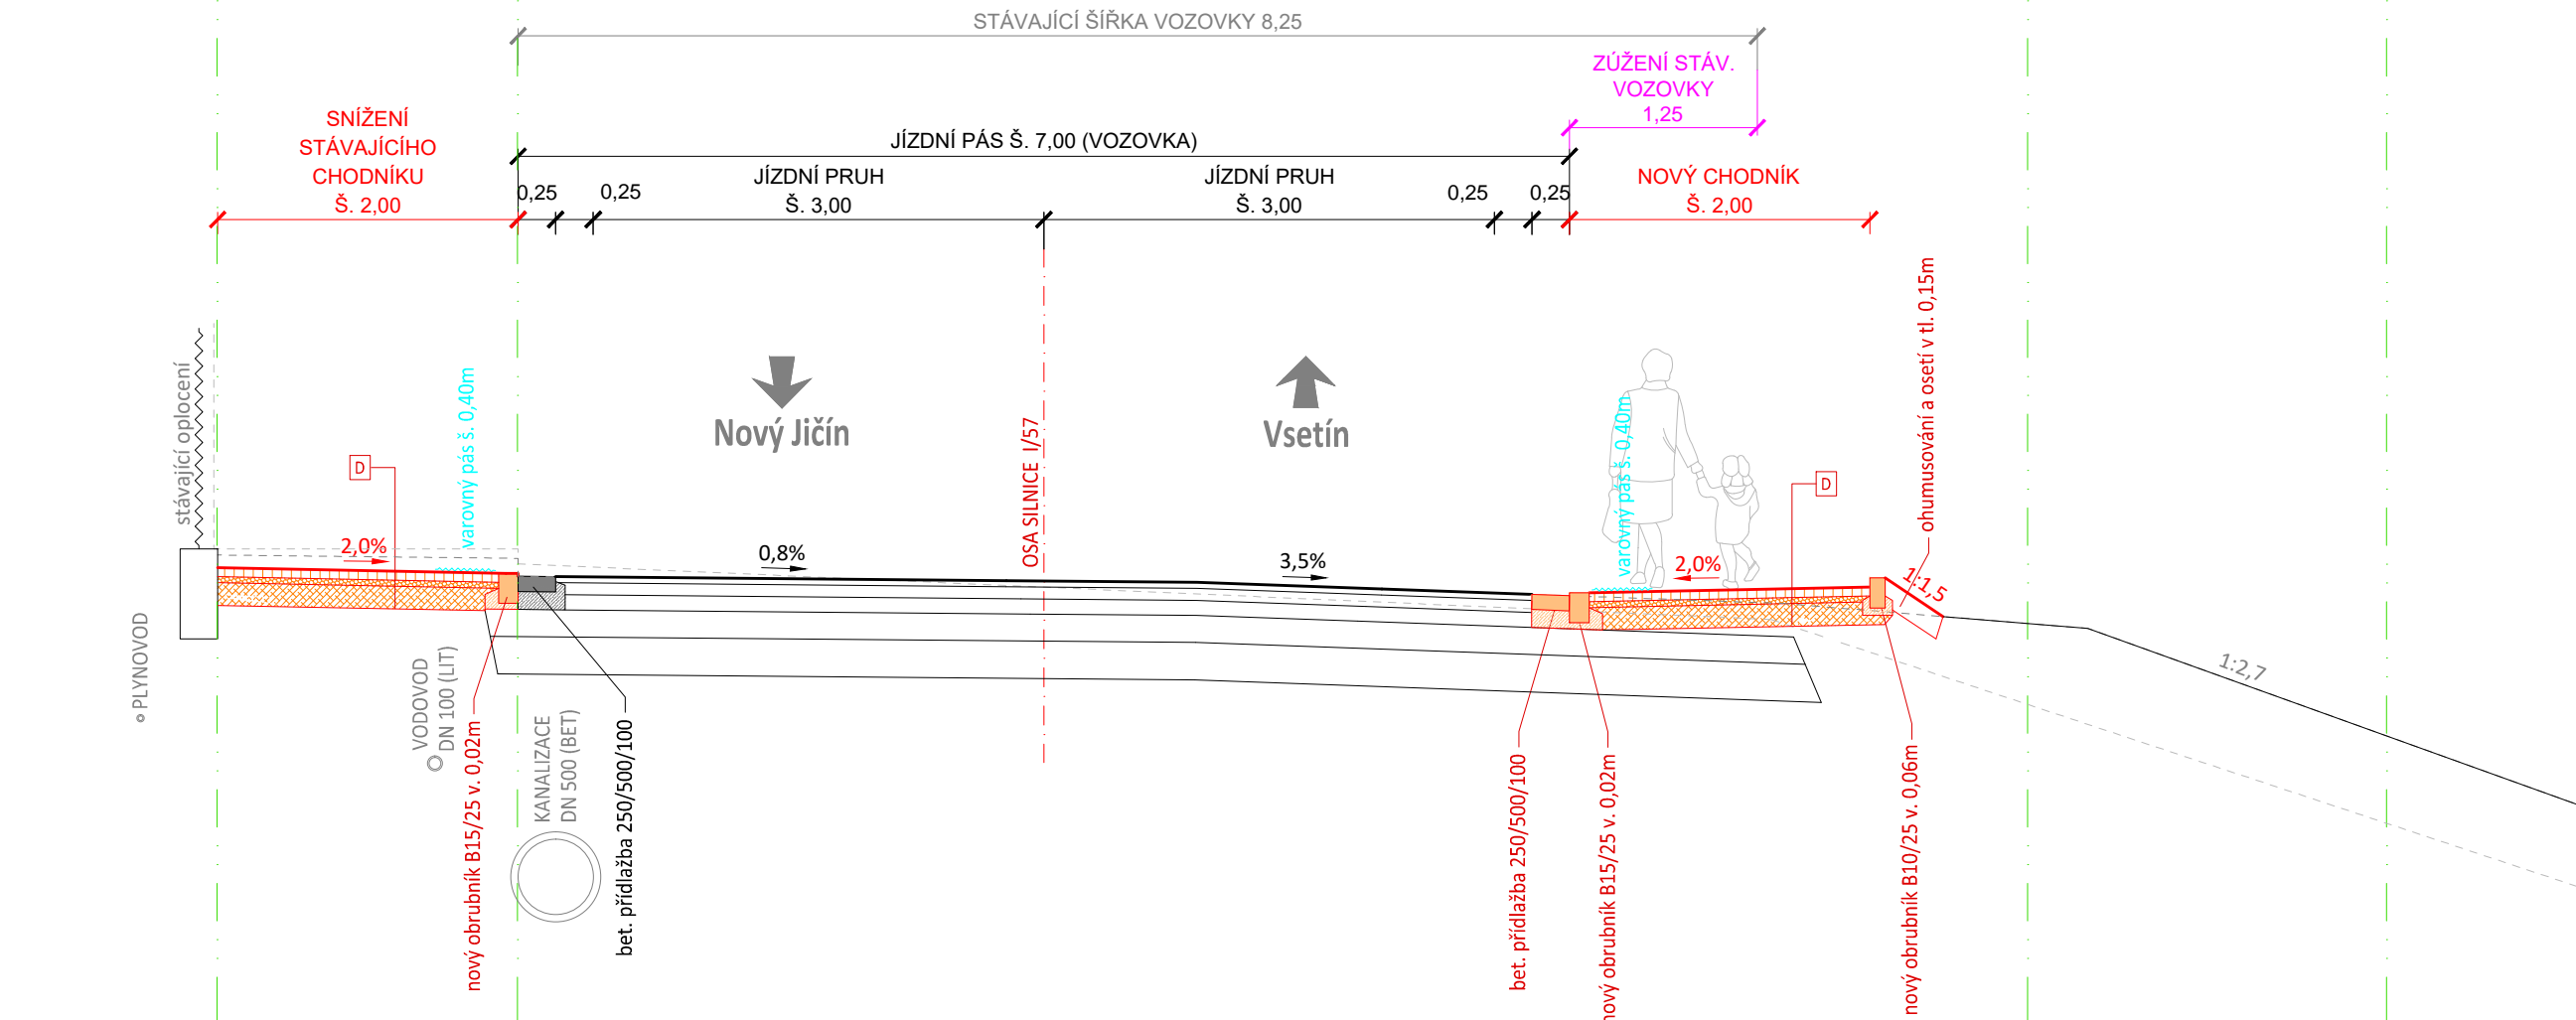 STÁVAJÍCÍ ŠÍŘKA VOZOVKY 8,25
ZÚŽENÍ STÁV.
VOZOVKY
1,25
SNÍŽENÍ
STÁVAJÍCÍHO
CHODNÍKU
Š. 2,00
JÍZDNÍ PÁS Š. 7,00 (VOZOVKA)
0,25
0,25
JÍZDNÍ PRUH
Š. 3,00
JÍZDNÍ PRUH
Š. 3,00
0,25
0,25
NOVÝ CHODNÍK
Š. 2,00
stávající oplocení
varovný pás š. 0,40m
Nový Jičín
OSA SILNICE I/57
Vsetín
varovný pás š. 0,40m
ohumusování a osetí v tl. 0,15m
D
D
2,0%
0,8%
3,5%
2,0%
1:1,5
1:2,7
PLYNOVOD
VODOVOD
DN 100 (LIT)
nový obrubník B15/25 v. 0,02m
KANALIZACE
DN 500 (BET)
bet. přídlažba 250/500/100
bet. přídlažba 250/500/100
nový obrubník B15/25 v. 0,02m
nový obrubník B10/25 v. 0,06m